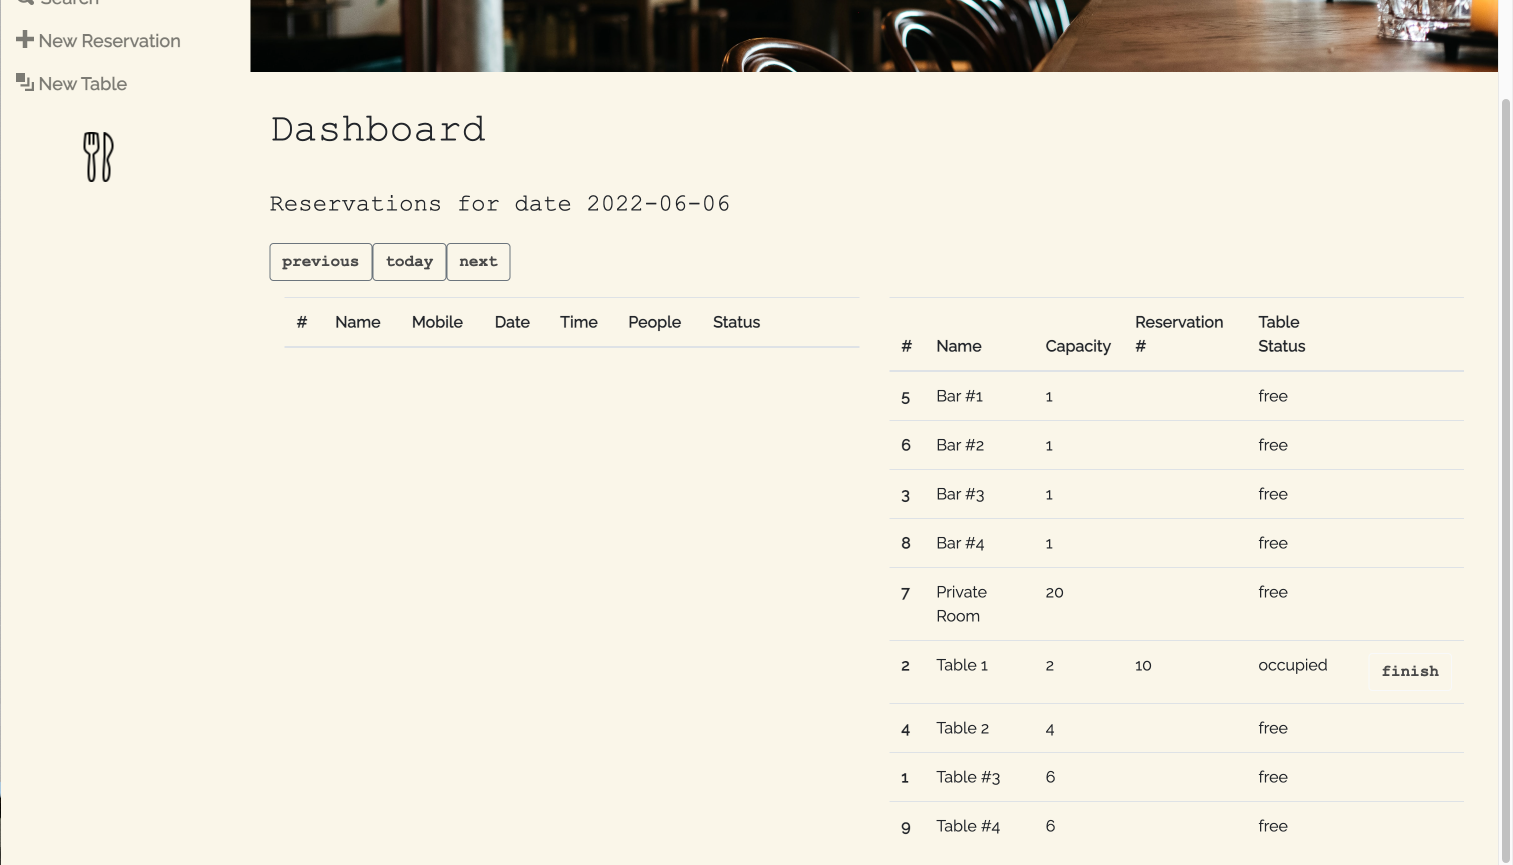 Search
New Reservation
New Table
Dashboard
Reservations for date 2022-06-06
previous today next
# Name Mobile Date Time People Status
# Name Capacity Reservation # Table Status
5 Bar #1 1 free
6 Bar #2 1 free
3 Bar #3 1 free
8 Bar #4 1 free
7 Private Room 20 free
2 Table 1 2 10 occupied finish
4 Table 2 4 free
1 Table #3 6 free
9 Table #4 6 free